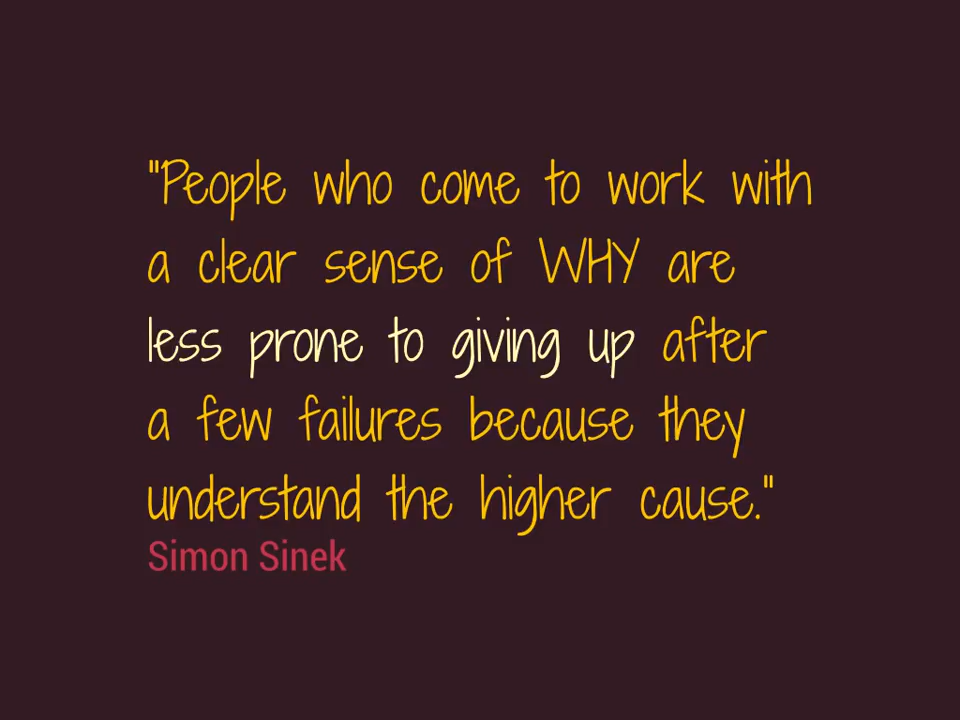 "People who come to work with
a clear sense of WHY are
less prone to giving up after
a few failures because they
understand the higher cause."
Simon Sinek